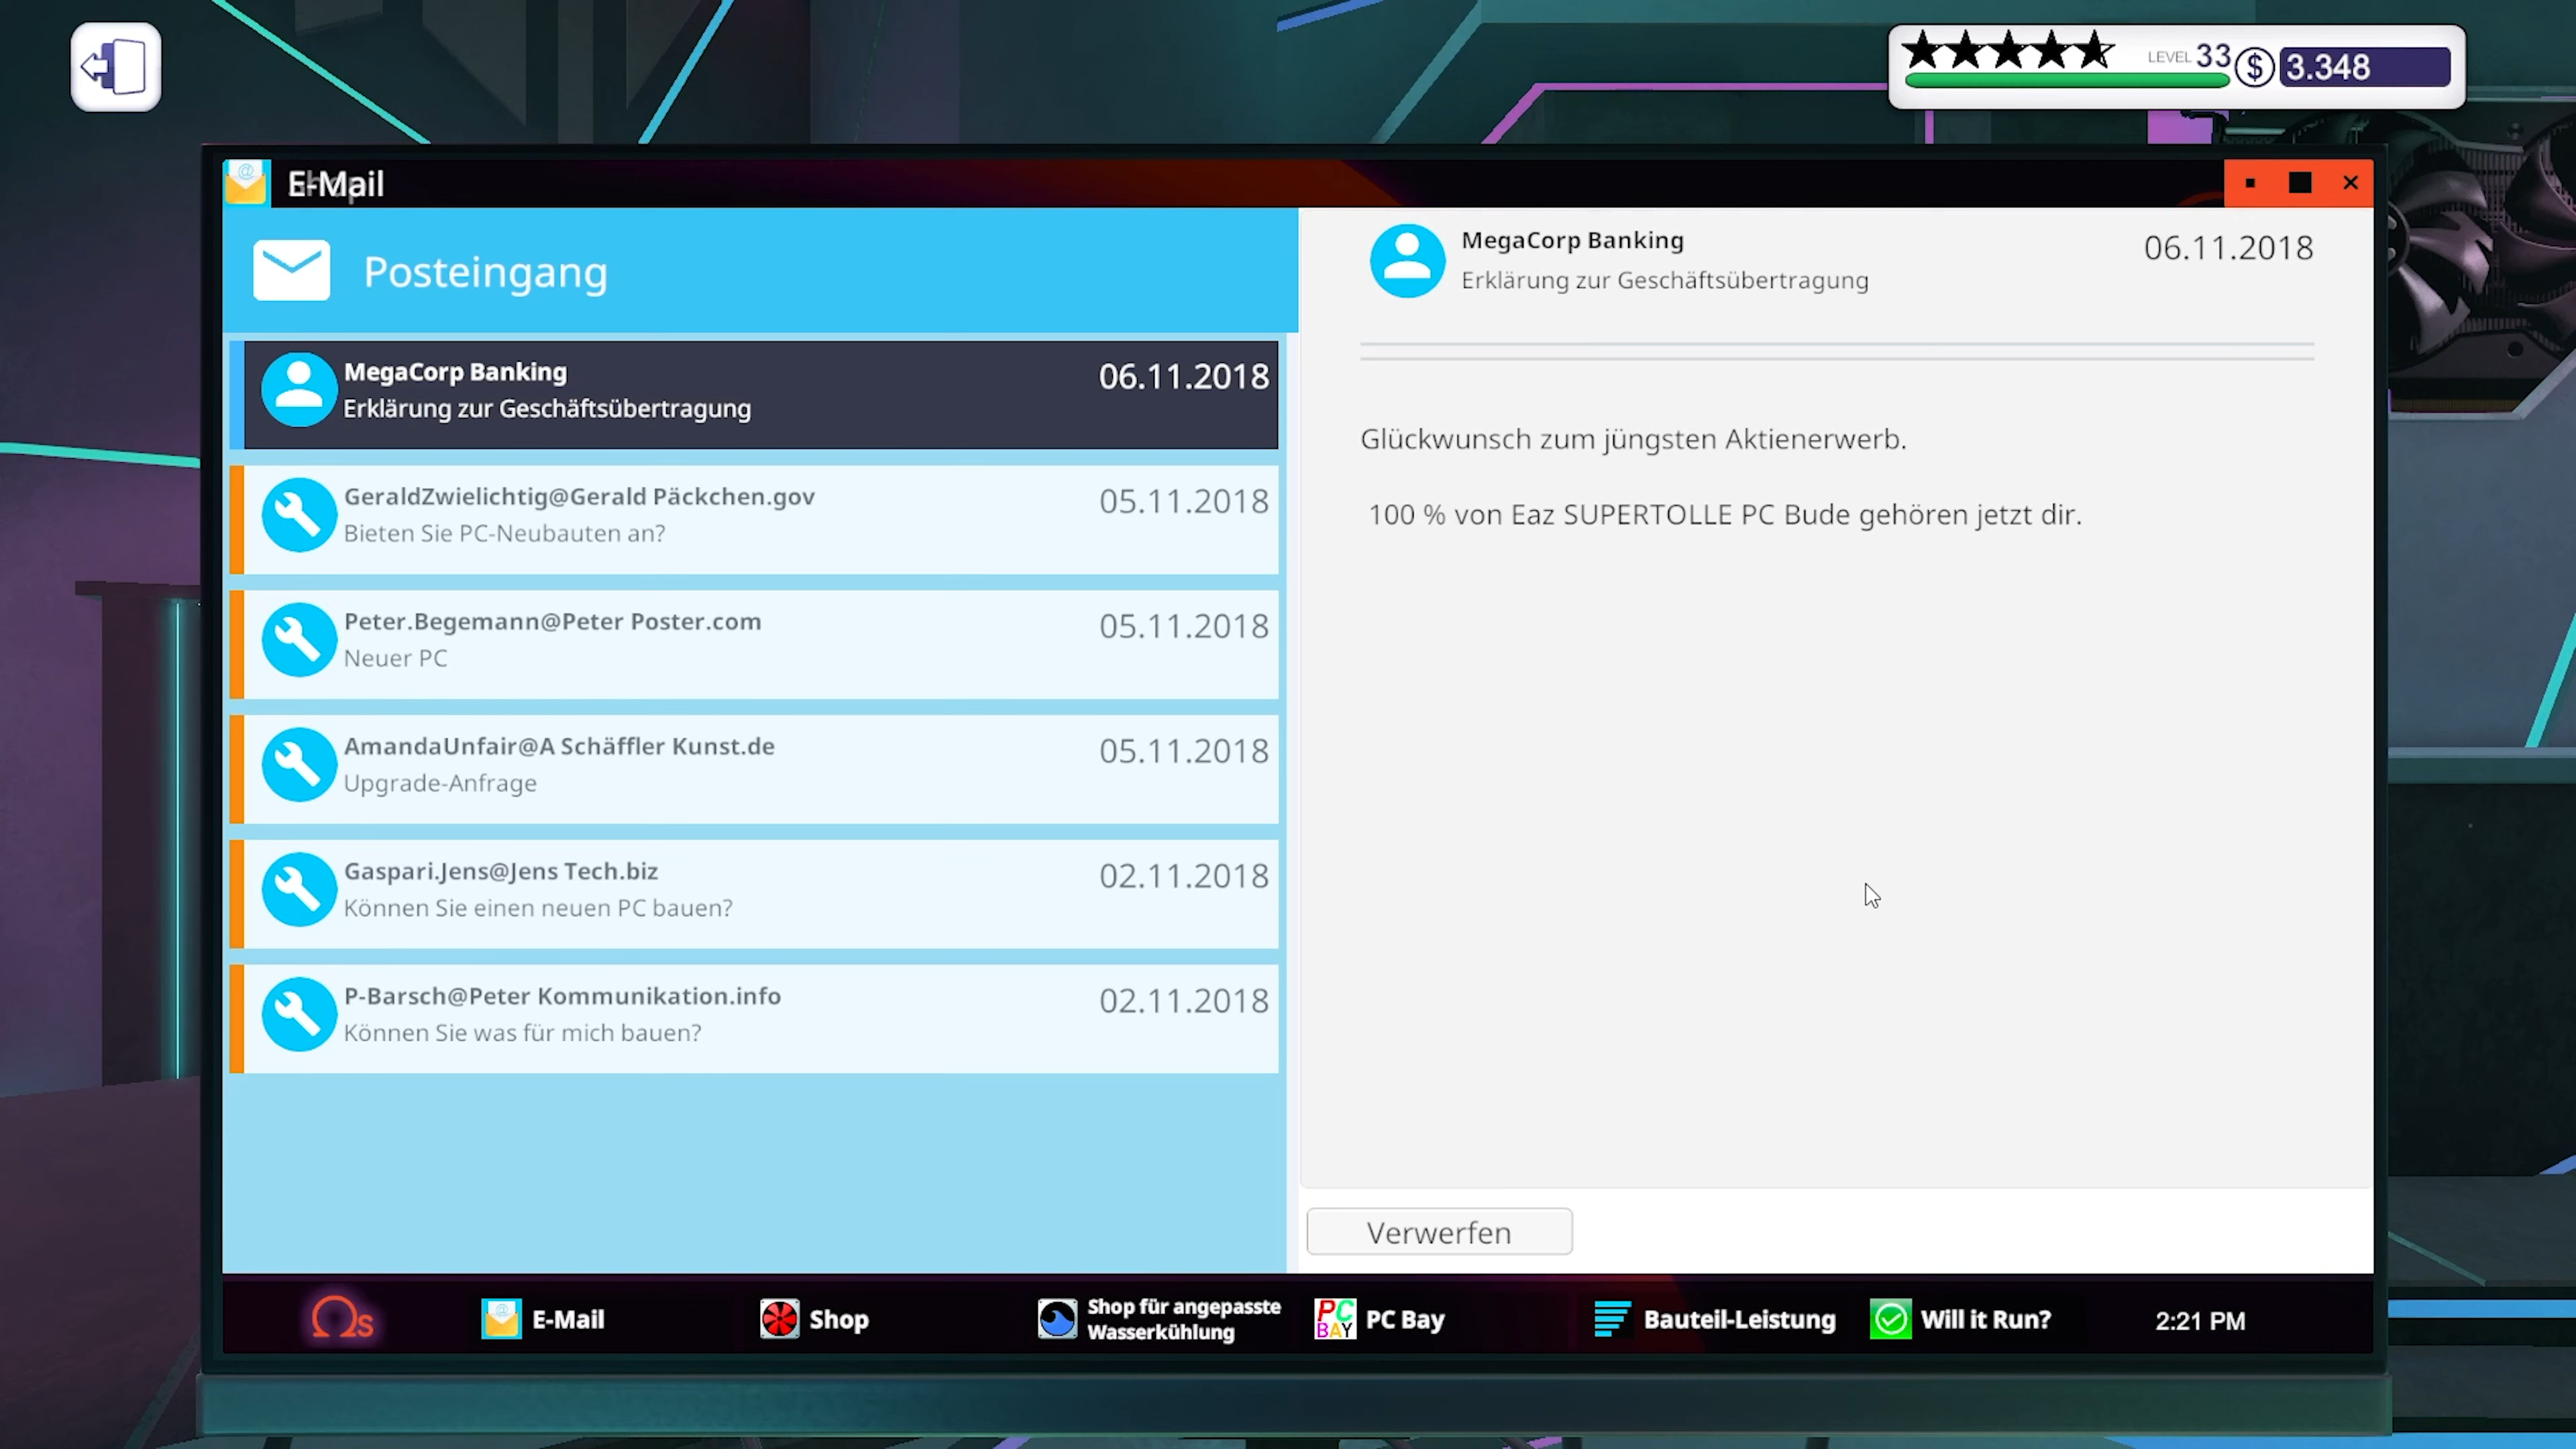 LEVEL 33
$ 3.348
E-Mail
Posteingang
MegaCorp Banking
06.11.2018
Erklärung zur Geschäftsübertragung
GeraldZwielichtig@Gerald Päckchen.gov
05.11.2018
Bieten Sie PC-Neubauten an?
Peter.Begemann@Peter Poster.com
05.11.2018
Neuer PC
AmandaUnfair@A Schäffler Kunst.de
05.11.2018
Upgrade-Anfrage
Gaspari.Jens@Jens Tech.biz
02.11.2018
Können Sie einen neuen PC bauen?
P-Barsch@Peter Kommunikation.info
02.11.2018
Können Sie was für mich bauen?
MegaCorp Banking
06.11.2018
Erklärung zur Geschäftsübertragung
Glückwunsch zum jüngsten Aktienerwerb.
100 % von Eaz SUPERTOLLE PC Bude gehören jetzt dir.
Verwerfen
Ωs
E-Mail
Shop
Shop für angepasste
Wasserkühlung
PC
BAY
PC Bay
Bauteil-Leistung
Will it Run?
2:21 PM